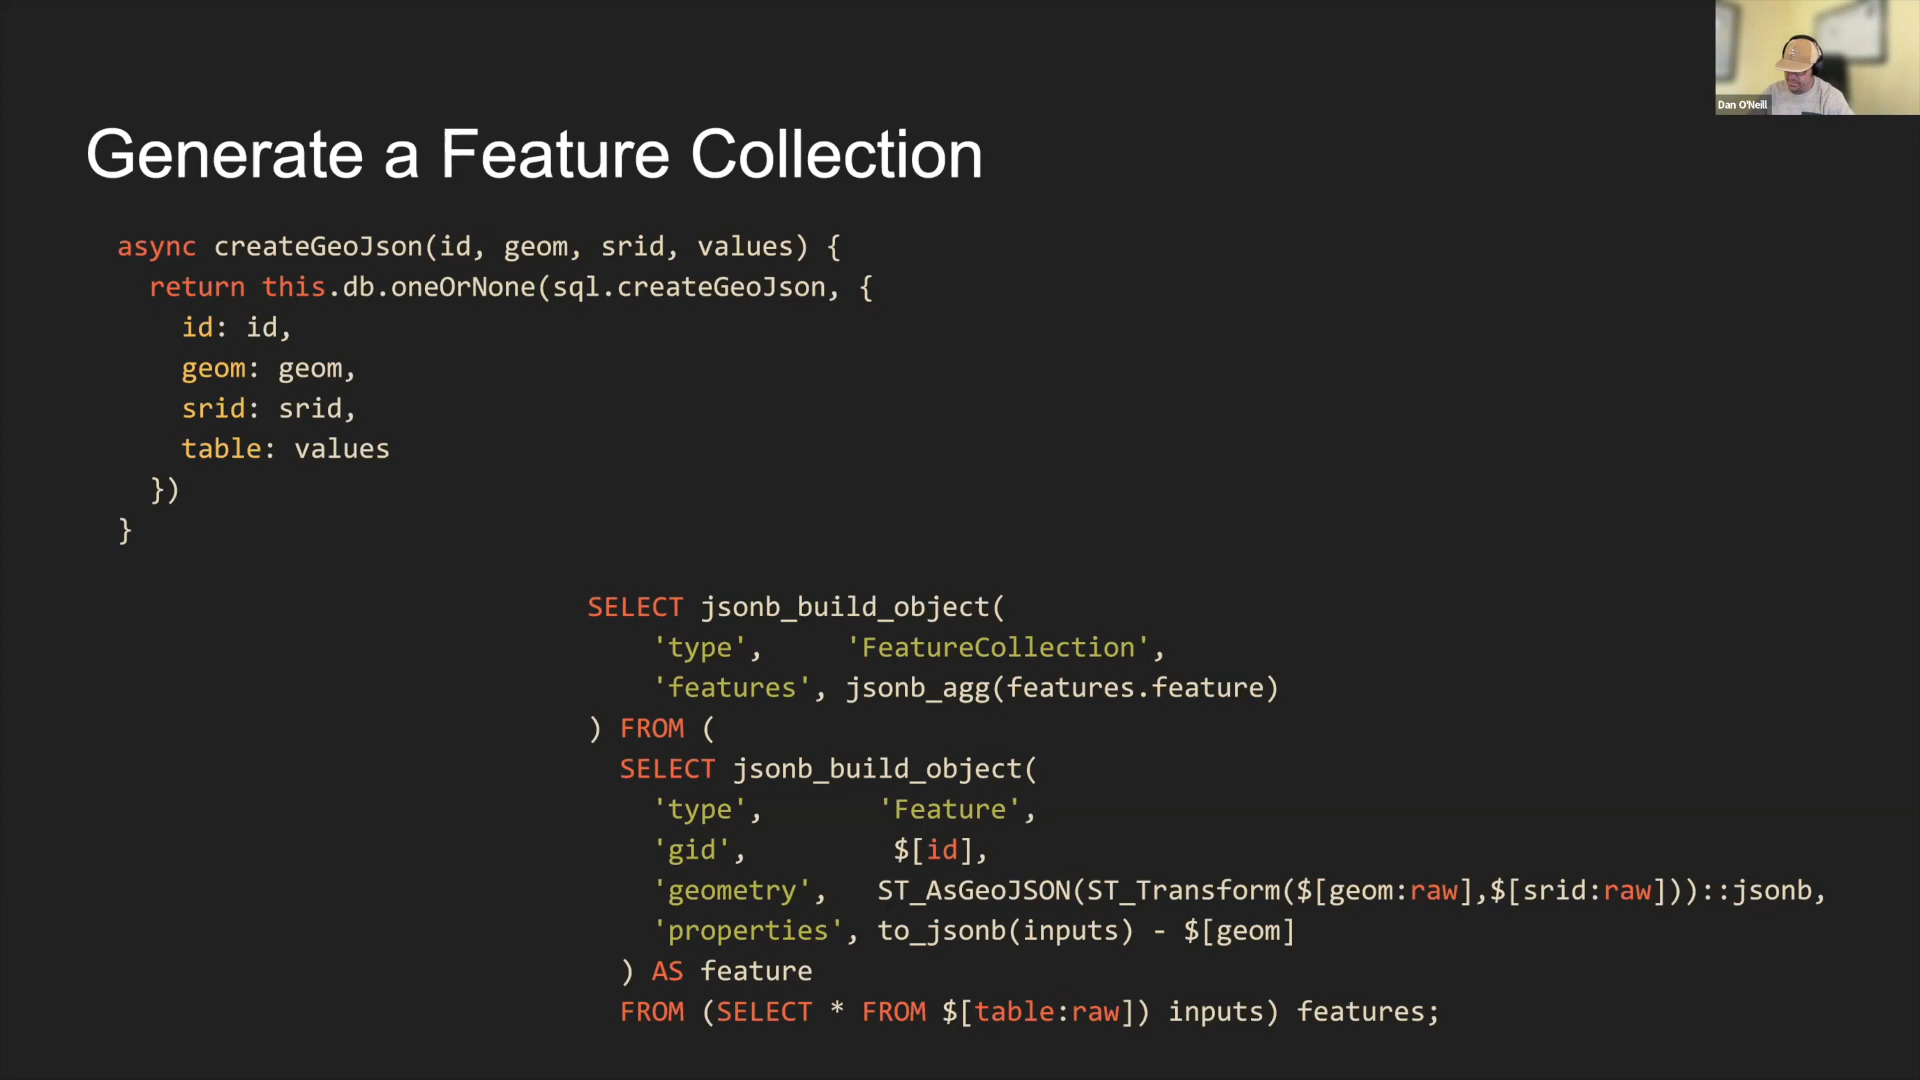 Dan O'Neill
Generate a Feature Collection
async createGeoJson(id, geom, srid, values) {
return this.db.oneOrNone(sql.createGeoJson, {
id: id,
geom: geom,
srid: srid,
table: values
})
}
SELECT jsonb_build_object(
'type', 'FeatureCollection',
'features', jsonb_agg(features.feature)
) FROM (
SELECT jsonb_build_object(
'type', 'Feature',
'gid', $[id],
'geometry', ST_AsGeoJSON(ST_Transform($[geom:raw],$[srid:raw]))::jsonb,
'properties', to_jsonb(inputs) - $[geom]
) AS feature
FROM (SELECT * FROM $[table:raw]) inputs) features;